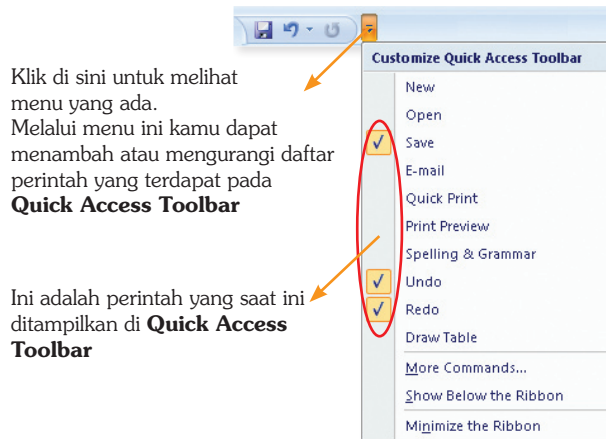 Customize Quick Access Toolbar
Klik di sini untuk melihat
menu yang ada.
Melalui menu ini kamu dapat
menambah atau mengurangi daftar
perintah yang terdapat pada
Quick Access Toolbar
Ini adalah perintah yang saat ini
ditampilkan di Quick Access
Toolbar
New
Open
Save
E-mail
Quick Print
Print Preview
Spelling & Grammar
Undo
Redo
Draw Table
More Commands...
Show Below the Ribbon
Minimize the Ribbon